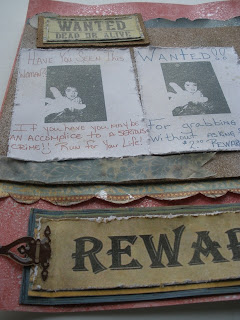 WANTED
DEAD OR ALIVE
HAVE YOU SEEN THIS
WANTED!!
If you have you may be
AN ACCOMPLICE TO A SERIOUS
CRIME!! Run For Your Life!
For grabbing
Without ASKING
REWAR